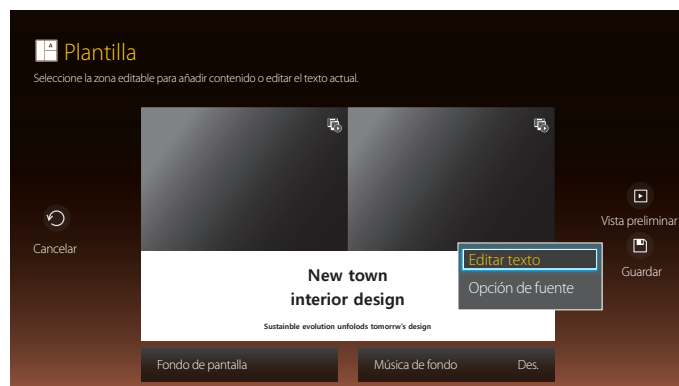 Plantilla
Seleccione la zona editable para añadir contenido o editar el texto actual.
Vista preliminar
Cancelar
Editar texto
Guardar
New town
Opción de fuente
interior design
Sustainble evolution unfolods tomorrw's design
Fondo de pantalla
Música de fondo Des.